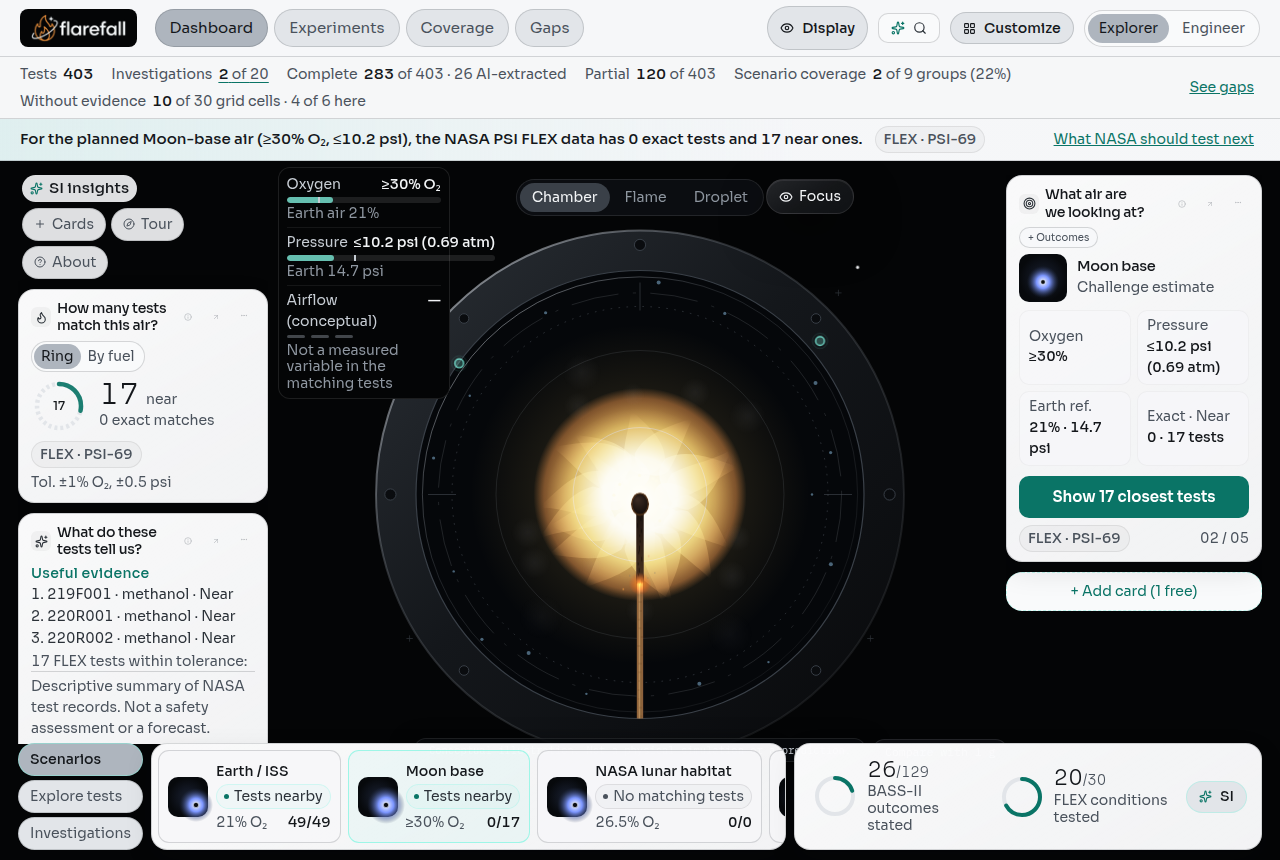 flarefall
Dashboard
Experiments
Coverage
Gaps
Display
Customize
Explorer
Engineer
Tests 403 Investigations 2 of 20 Complete 283 of 403 · 26 AI-extracted Partial 120 of 403 Scenario coverage 2 of 9 groups (22%)
Without evidence 10 of 30 grid cells · 4 of 6 here
See gaps
For the planned Moon-base air (≥30% O₂, ≤10.2 psi), the NASA PSI FLEX data has 0 exact tests and 17 near ones.
FLEX · PSI-69
What NASA should test next
SI insights
+ Cards
Tour
About
How many tests
match this air?
Ring
By fuel
17
17 near
0 exact matches
FLEX · PSI-69
Tol. ±1% O₂, ±0.5 psi
What do these
tests tell us?
Useful evidence
1. 219F001 · methanol · Near
2. 220R001 · methanol · Near
3. 220R002 · methanol · Near
17 FLEX tests within tolerance:
Descriptive summary of NASA
test records. Not a safety
assessment or a forecast.
Oxygen ≥30% O₂
Earth air 21%
Pressure ≤10.2 psi (0.69 atm)
Earth 14.7 psi
Airflow —
(conceptual)
Not a measured
variable in the
matching tests
Chamber
Flame
Droplet
Focus
What air are
we looking at?
+ Outcomes
Moon base
Challenge estimate
Oxygen
≥30%
Pressure
≤10.2 psi
(0.69 atm)
Earth ref.
21% · 14.7
psi
Exact · Near
0 · 17 tests
Show 17 closest tests
FLEX · PSI-69
02 / 05
+ Add card (1 free)
Scenarios
Explore tests
Investigations
Earth / ISS
Tests nearby
21% O₂ 49/49
Moon base
Tests nearby
≥30% O₂ 0/17
NASA lunar habitat
No matching tests
26.5% O₂ 0/0
26/129
BASS-II
outcomes
stated
20/30
FLEX conditions
tested
SI